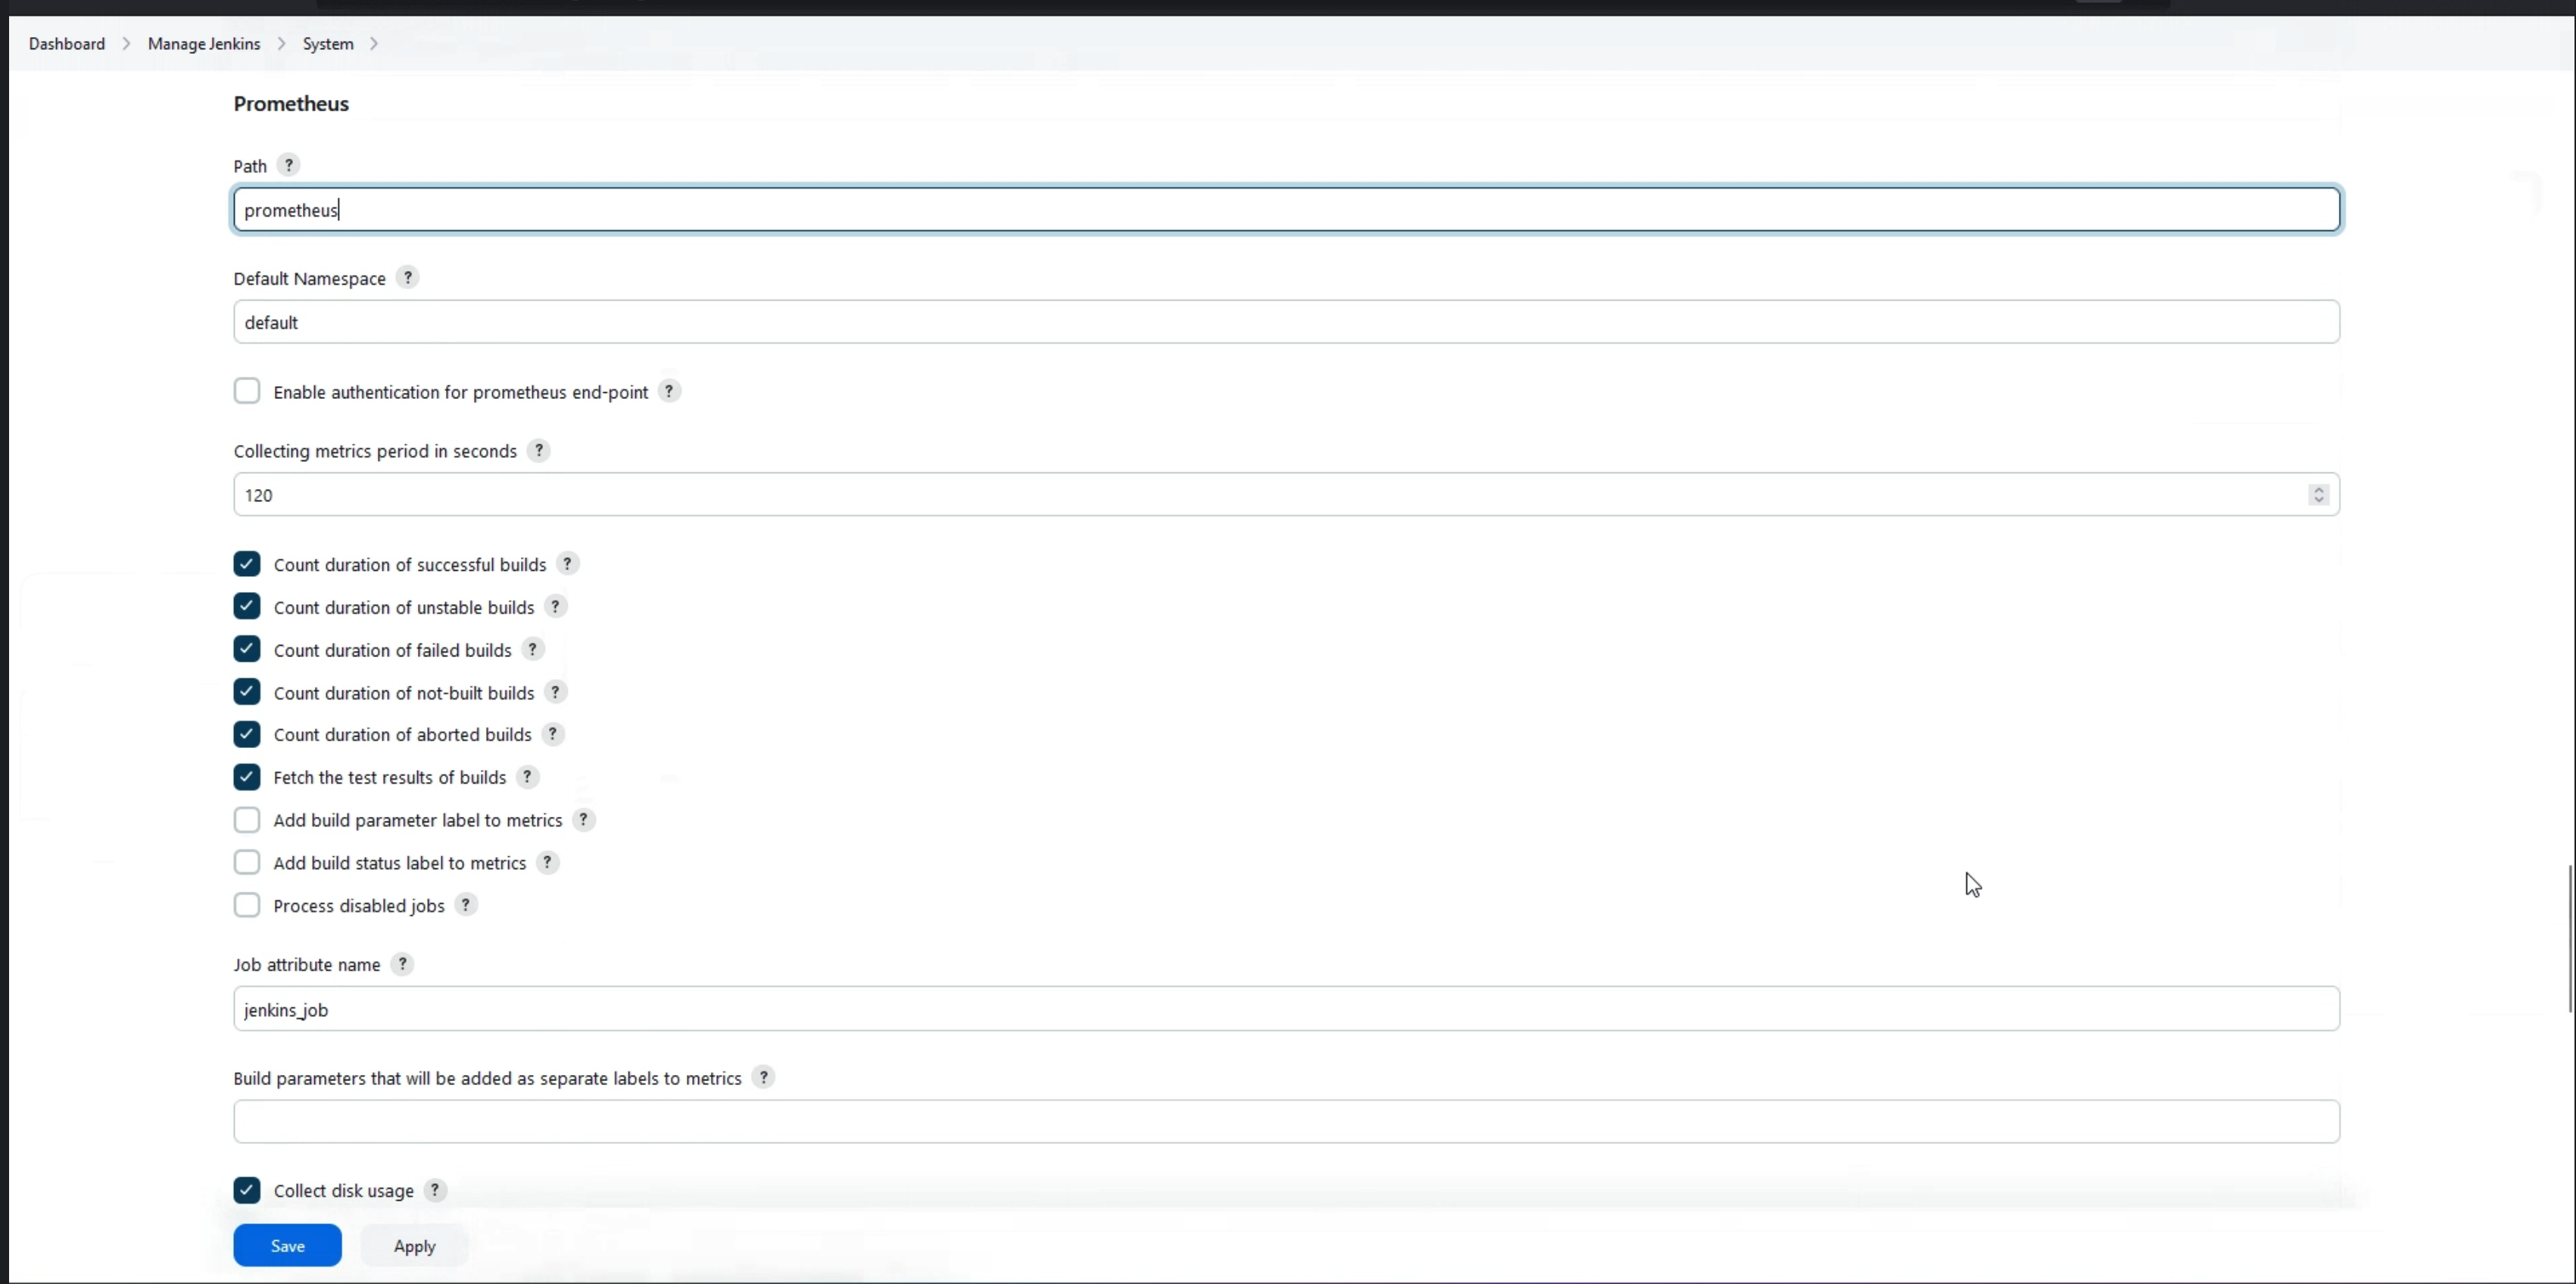 Dashboard > Manage Jenkins > System >
Prometheus
Path ?
prometheus
Default Namespace ?
default
Enable authentication for prometheus end-point ?
Collecting metrics period in seconds ?
120
Count duration of successful builds ?
Count duration of unstable builds ?
Count duration of failed builds ?
Count duration of not-built builds ?
Count duration of aborted builds ?
Fetch the test results of builds ?
Add build parameter label to metrics ?
Add build status label to metrics ?
Process disabled jobs ?
Job attribute name ?
jenkins_job
Build parameters that will be added as separate labels to metrics ?
Collect disk usage ?
Save Apply